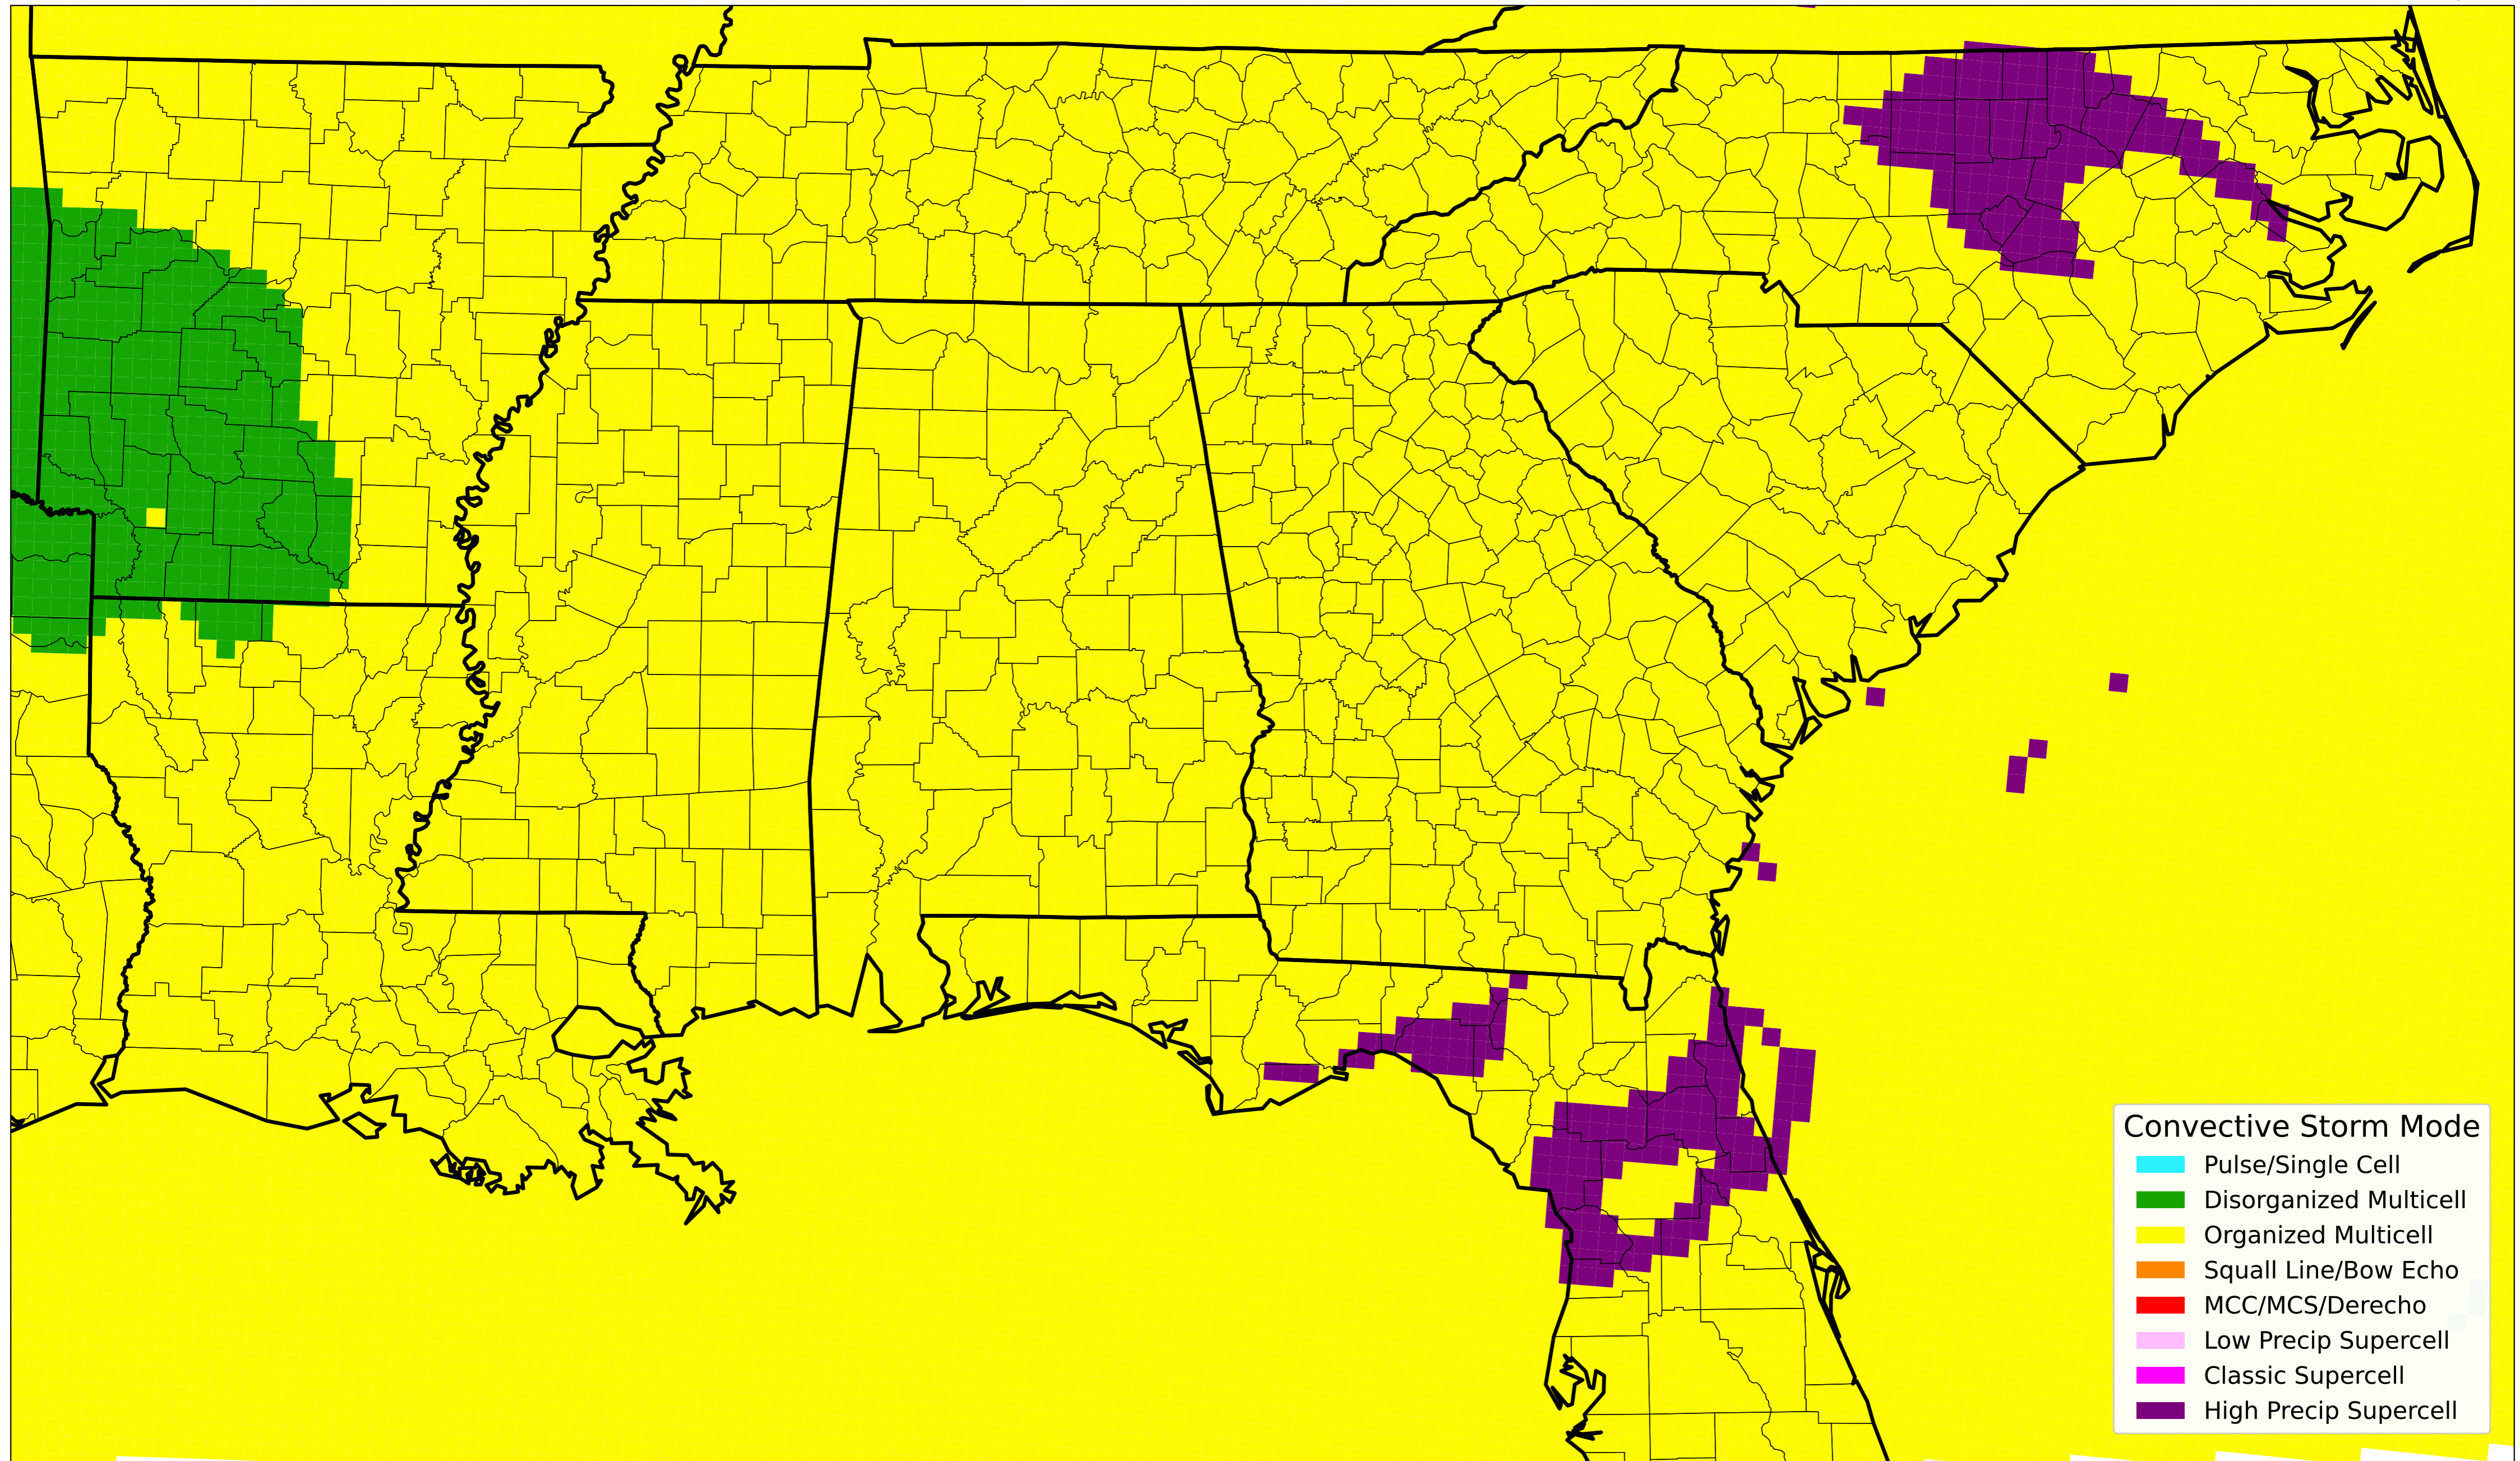 Convective Storm Mode
Pulse/Single Cell
Disorganized Multicell
Organized Multicell
Squall Line/Bow Echo
MCC/MCS/Derecho
Low Precip Supercell
Classic Supercell
High Precip Supercell